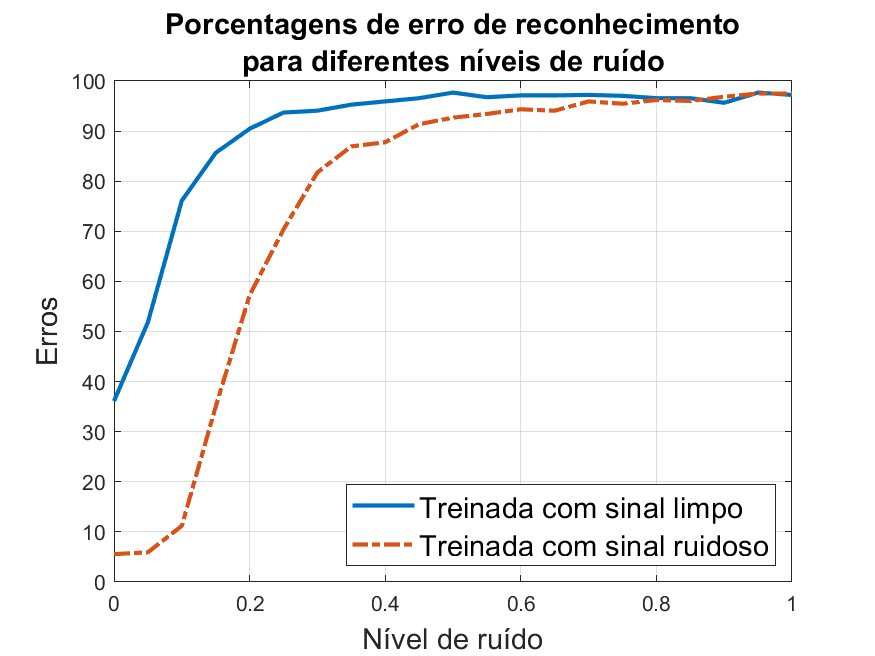 Porcentagens de erro de reconhecimento
para diferentes níveis de ruído
100
90
80
70
60
50
40
30
20
10
0
Erros
Treinada com sinal limpo
Treinada com sinal ruidoso
0 0.2 0.4 0.6 0.8 1
Nível de ruído